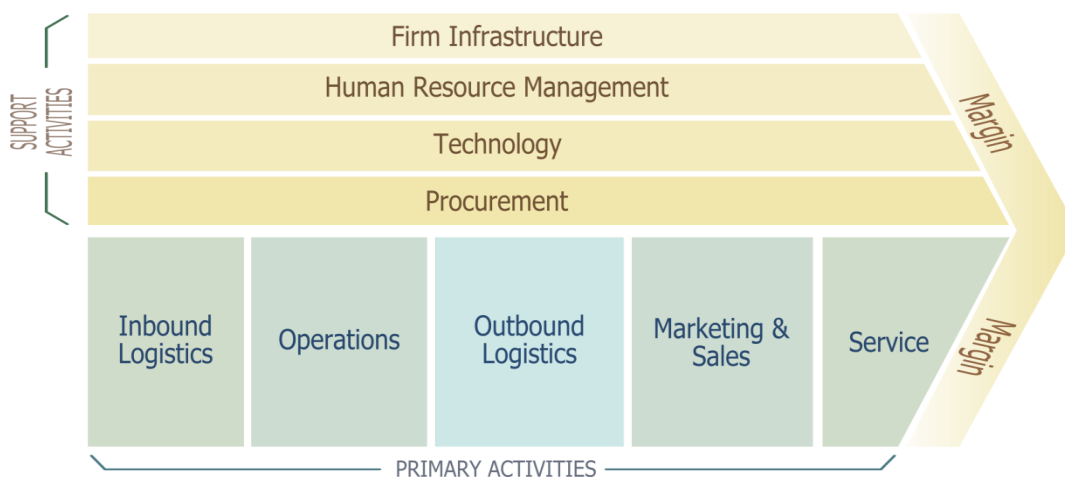 Firm Infrastructure
Human Resource Management
Technology
Procurement
SUPPORT
ACTIVITIES
Margin
Inbound
Logistics
Operations
Outbound
Logistics
Marketing &
Sales
Service
Margin
PRIMARY ACTIVITIES